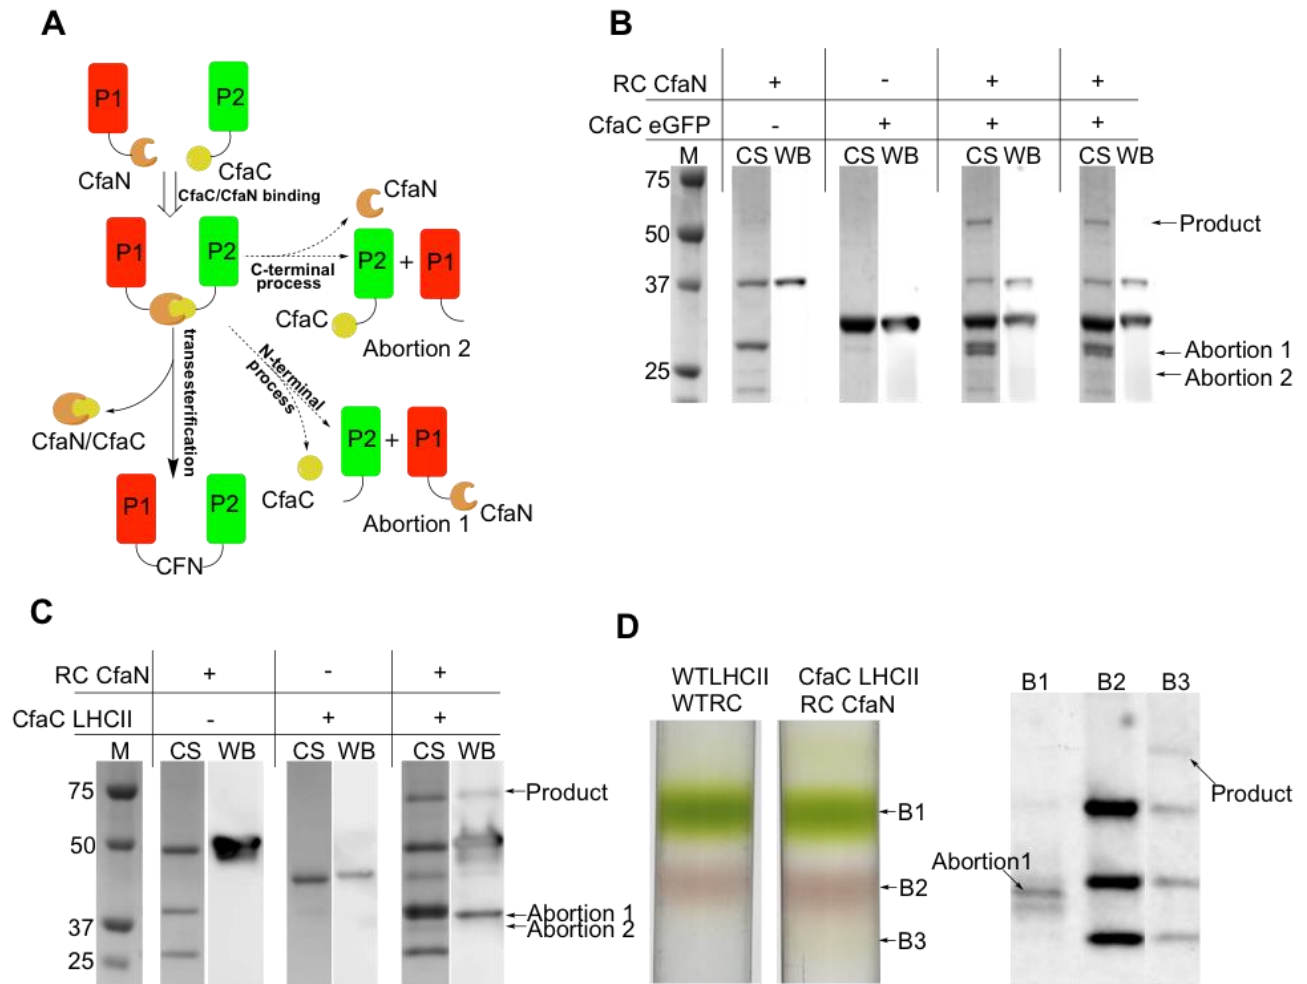 A
P1
P2
CfaN
CfaC
CfaC/CfaN binding
P1
P2
CfaN
C-terminal
process
P2 + P1
CfaC
Abortion 2
transesterification
N-terminal
process
CfaN/CfaC
P2 + P1
CfaC
Abortion 1
CfaN
P1
P2
CFN
B
RC CfaN + - + +
CfaC eGFP - + + +
M CS WB CS WB CS WB CS WB
75
50
37
25
Product
Abortion 1
Abortion 2
C
RC CfaN + - +
CfaC LHCII - + +
M CS WB CS WB CS WB
75
50
37
25
Product
Abortion 1
Abortion 2
D
WTLHCII
WTRC
CfaC LHCII
RC CfaN
B1
B2
B3
B1 B2 B3
Product
Abortion1